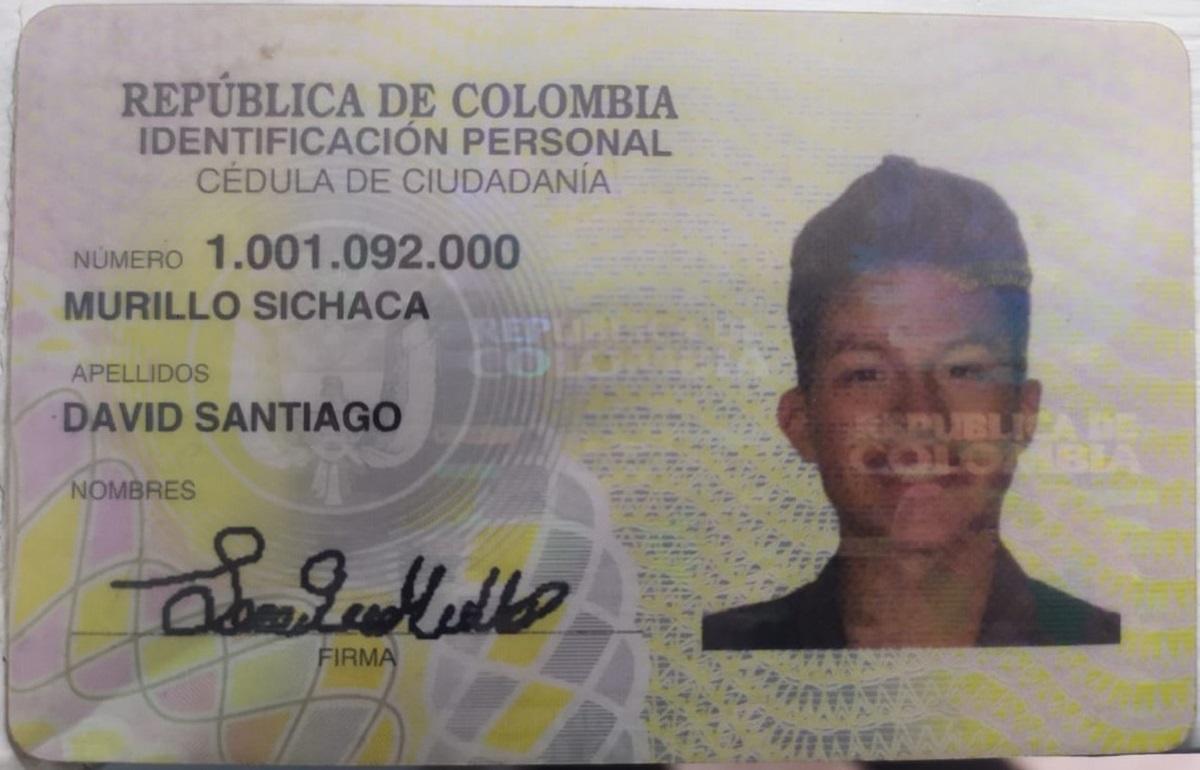 REPÚBLICA DE COLOMBIA
IDENTIFICACIÓN PERSONAL
CÉDULA DE CIUDADANÍA
NÚMERO 1.001.092.000
MURILLO SICHACA
APELLIDOS
DAVID SANTIAGO
NOMBRES
FIRMA
REPÚBLICA DE
COLOMBIA
REPÚBLICA DE
COLOMBIA